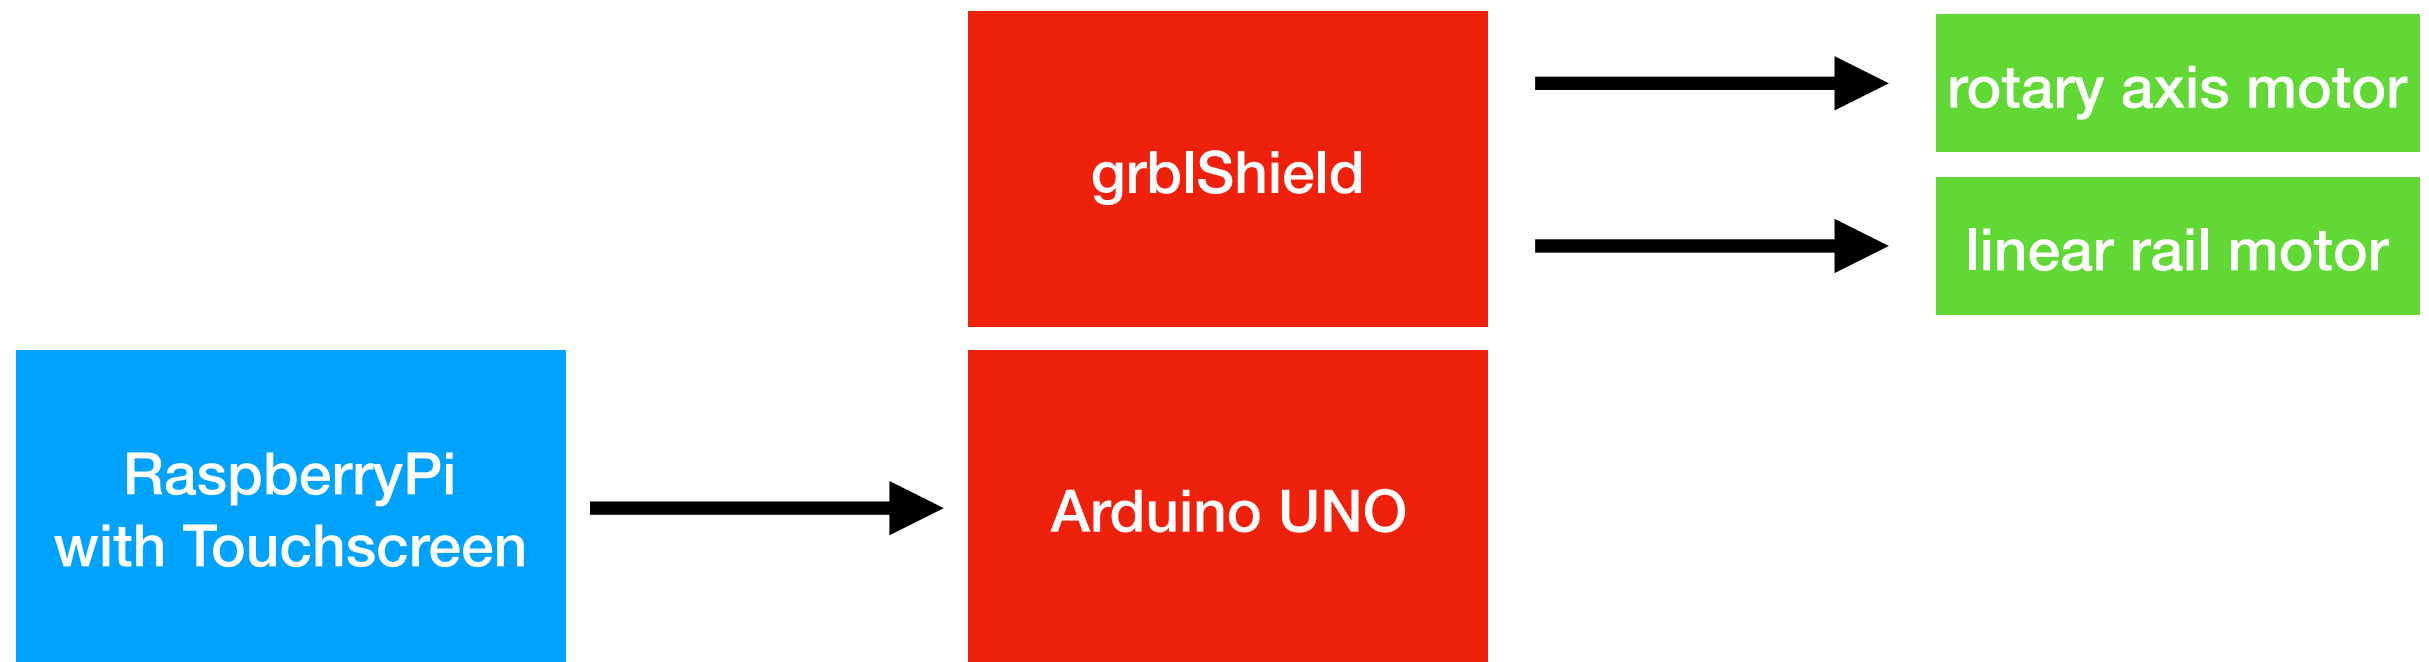 grblShield
rotary axis motor
linear rail motor
RaspberryPi
with Touchscreen
Arduino UNO